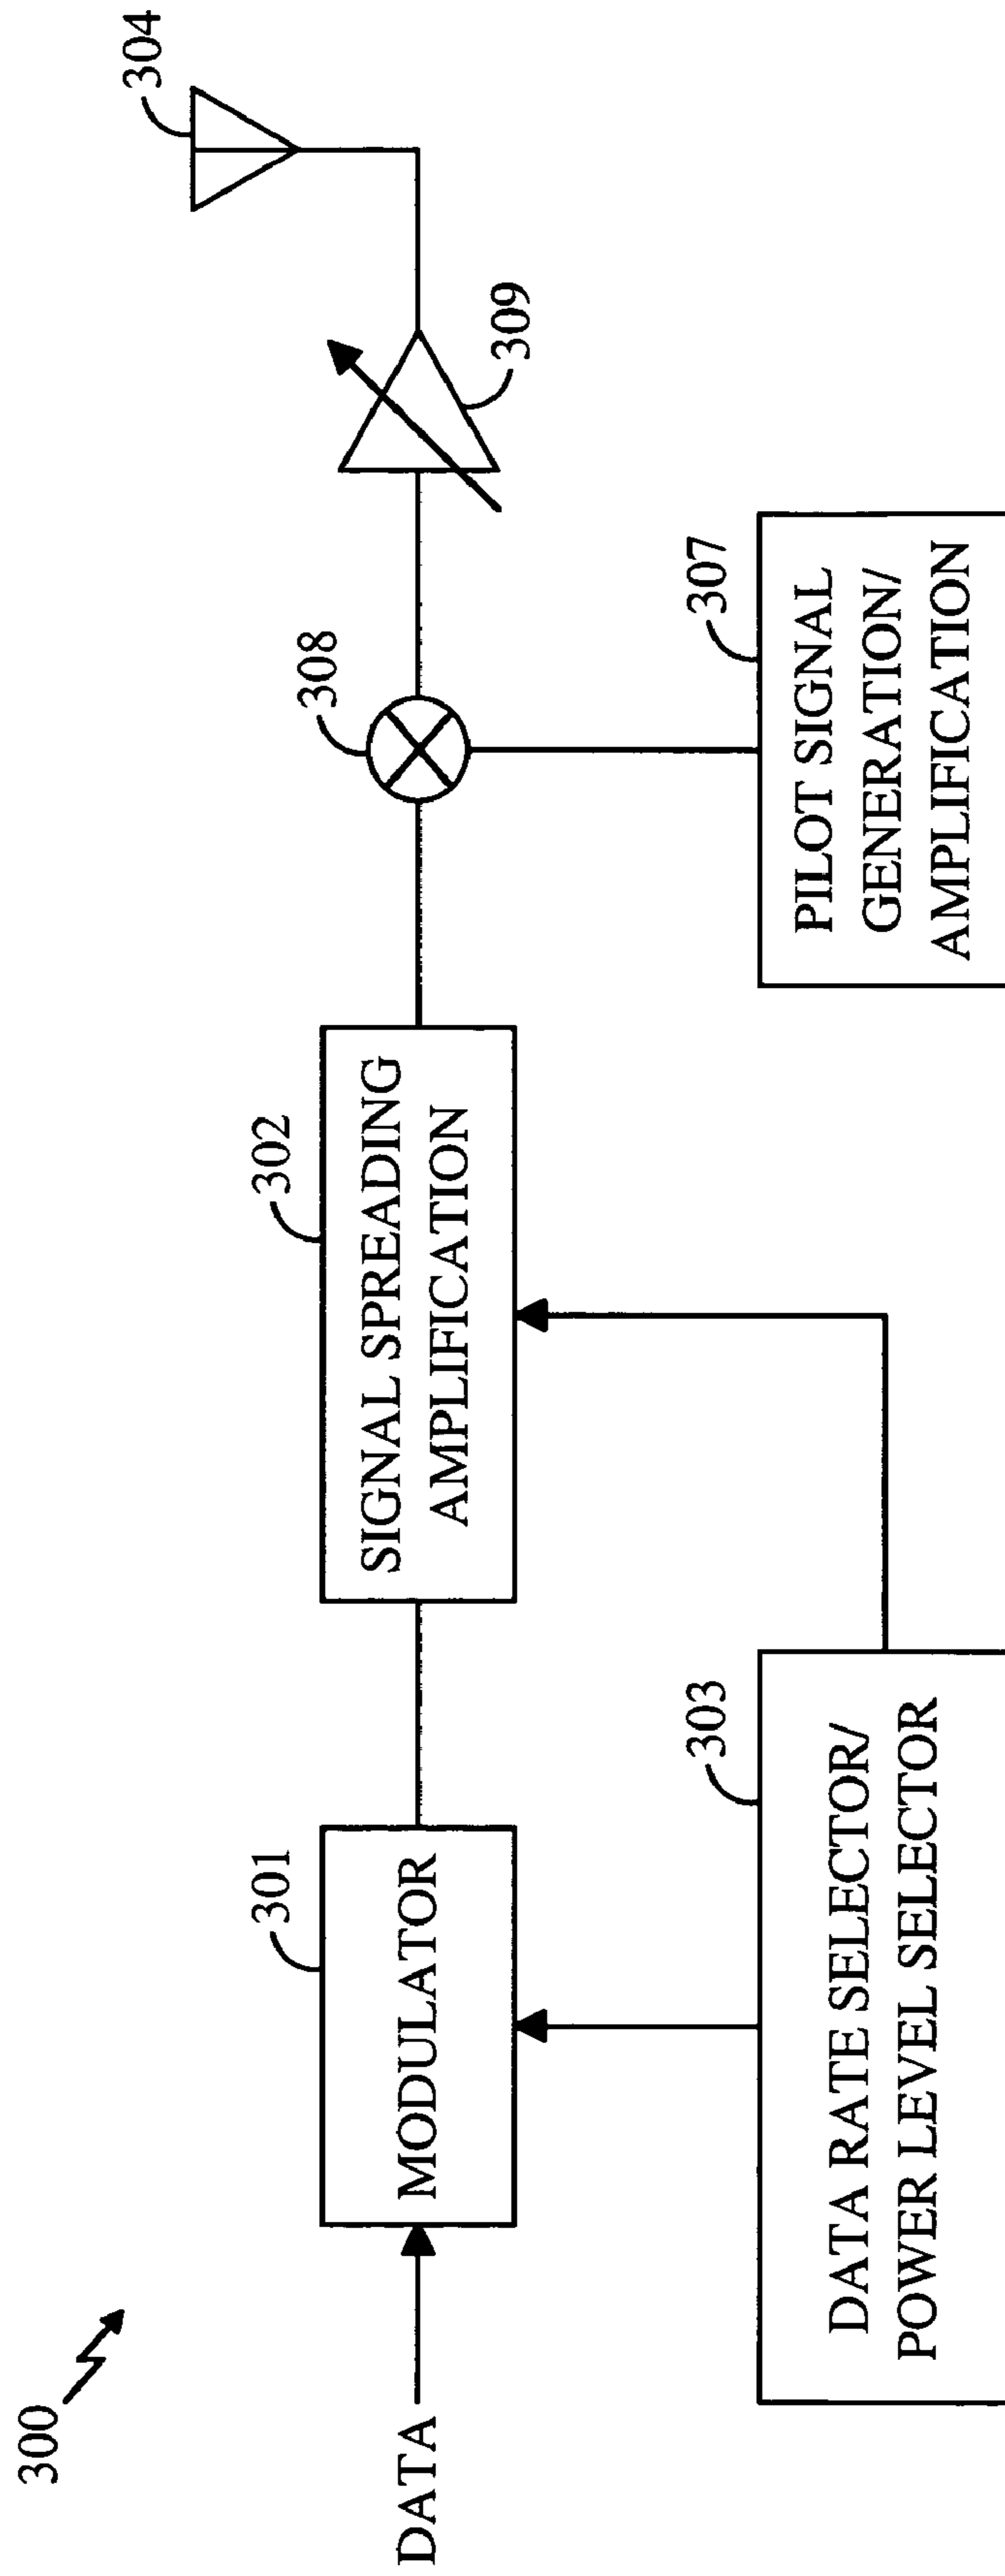 300
DATA
301
MODULATOR
302
SIGNAL SPREADING
AMPLIFICATION
308
309
304
303
DATA RATE SELECTOR/
POWER LEVEL SELECTOR
307
PILOT SIGNAL
GENERATION/
AMPLIFICATION